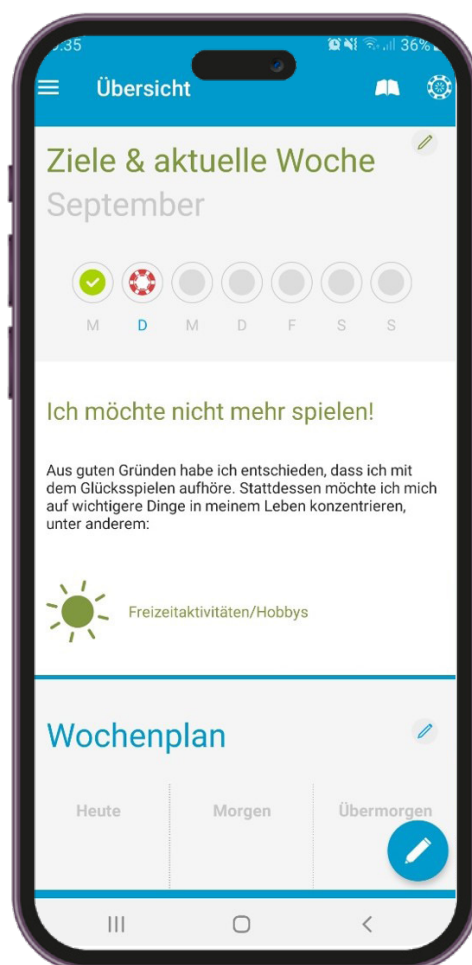 :35
36%
Übersicht
Ziele & aktuelle Woche
September
M D M D F S S
Ich möchte nicht mehr spielen!
Aus guten Gründen habe ich entschieden, dass ich mit
dem Glücksspielen aufhöre. Stattdessen möchte ich mich
auf wichtigere Dinge in meinem Leben konzentrieren,
unter anderem:
Freizeitaktivitäten/Hobbys
Wochenplan
Heute Morgen Übermorgen